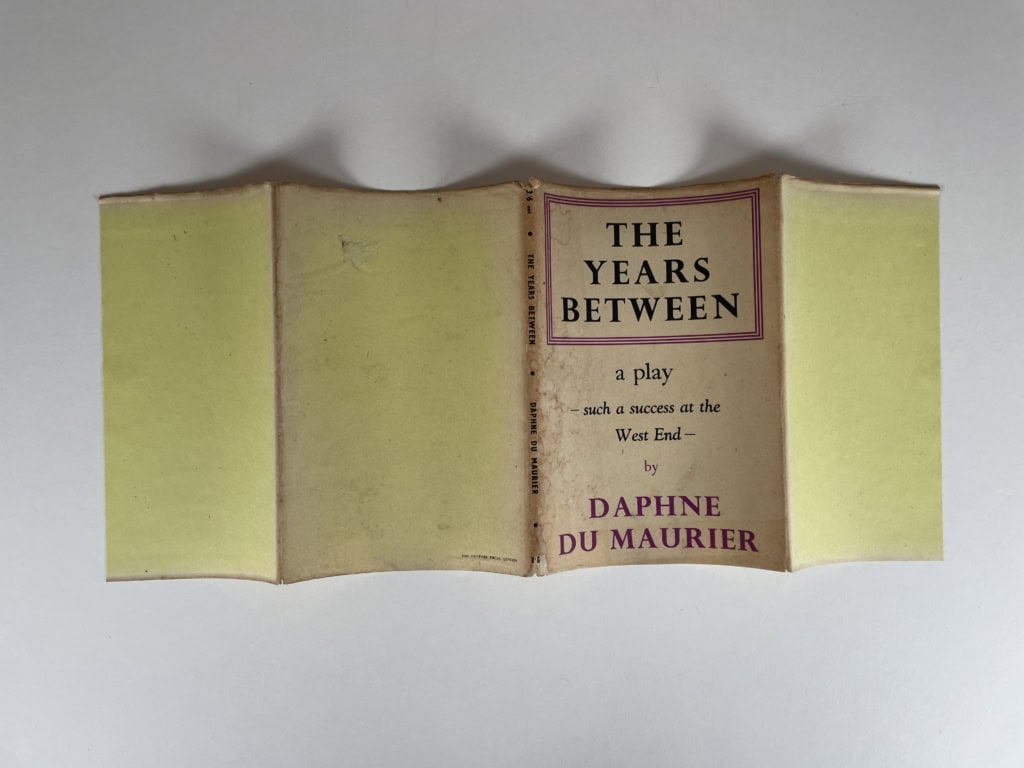 THE
YEARS
BETWEEN
a play
– such a success at the
West End –
by
DAPHNE
DU MAURIER
THE YEARS BETWEEN • DAPHNE DU MAURIER